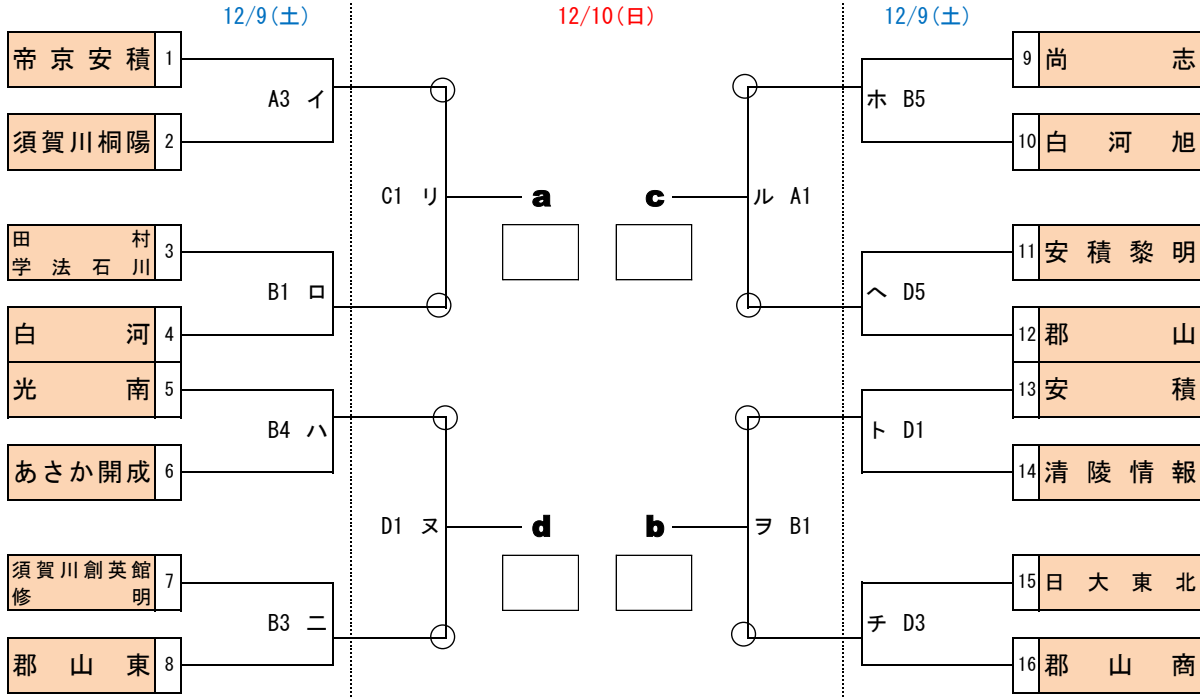 12/9(土)
12/10(日)
12/9(土)
帝京安積 1
A3 イ
須賀川桐陽 2
C1 リ
a
田村
学法石川 3
B1 ロ
白河 4
光南 5
B4 ハ
あさか開成 6
D1 ヌ
d
須賀川創英館
修明 7
B3 ニ
郡山東 8
9 尚志
ホ B5
10 白河旭
c
ル A1
11 安積黎明
ヘ D5
12 郡山
13 安積
ト D1
14 清陵情報
b
ヲ B1
15 日大東北
チ D3
16 郡山商